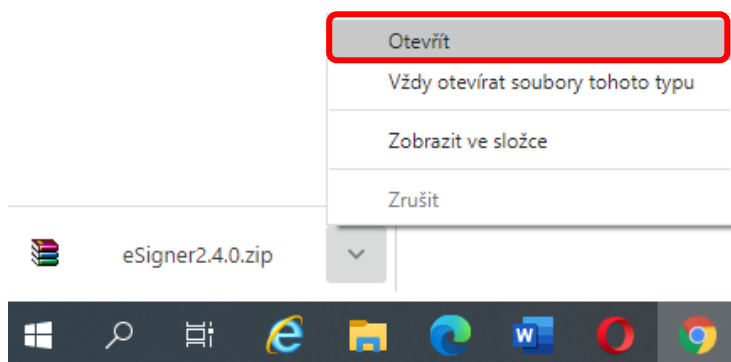 Otevřít
Vždy otevírat soubory tohoto typu
Zobrazit ve složce
Zrušit
eSigner2.4.0.zip